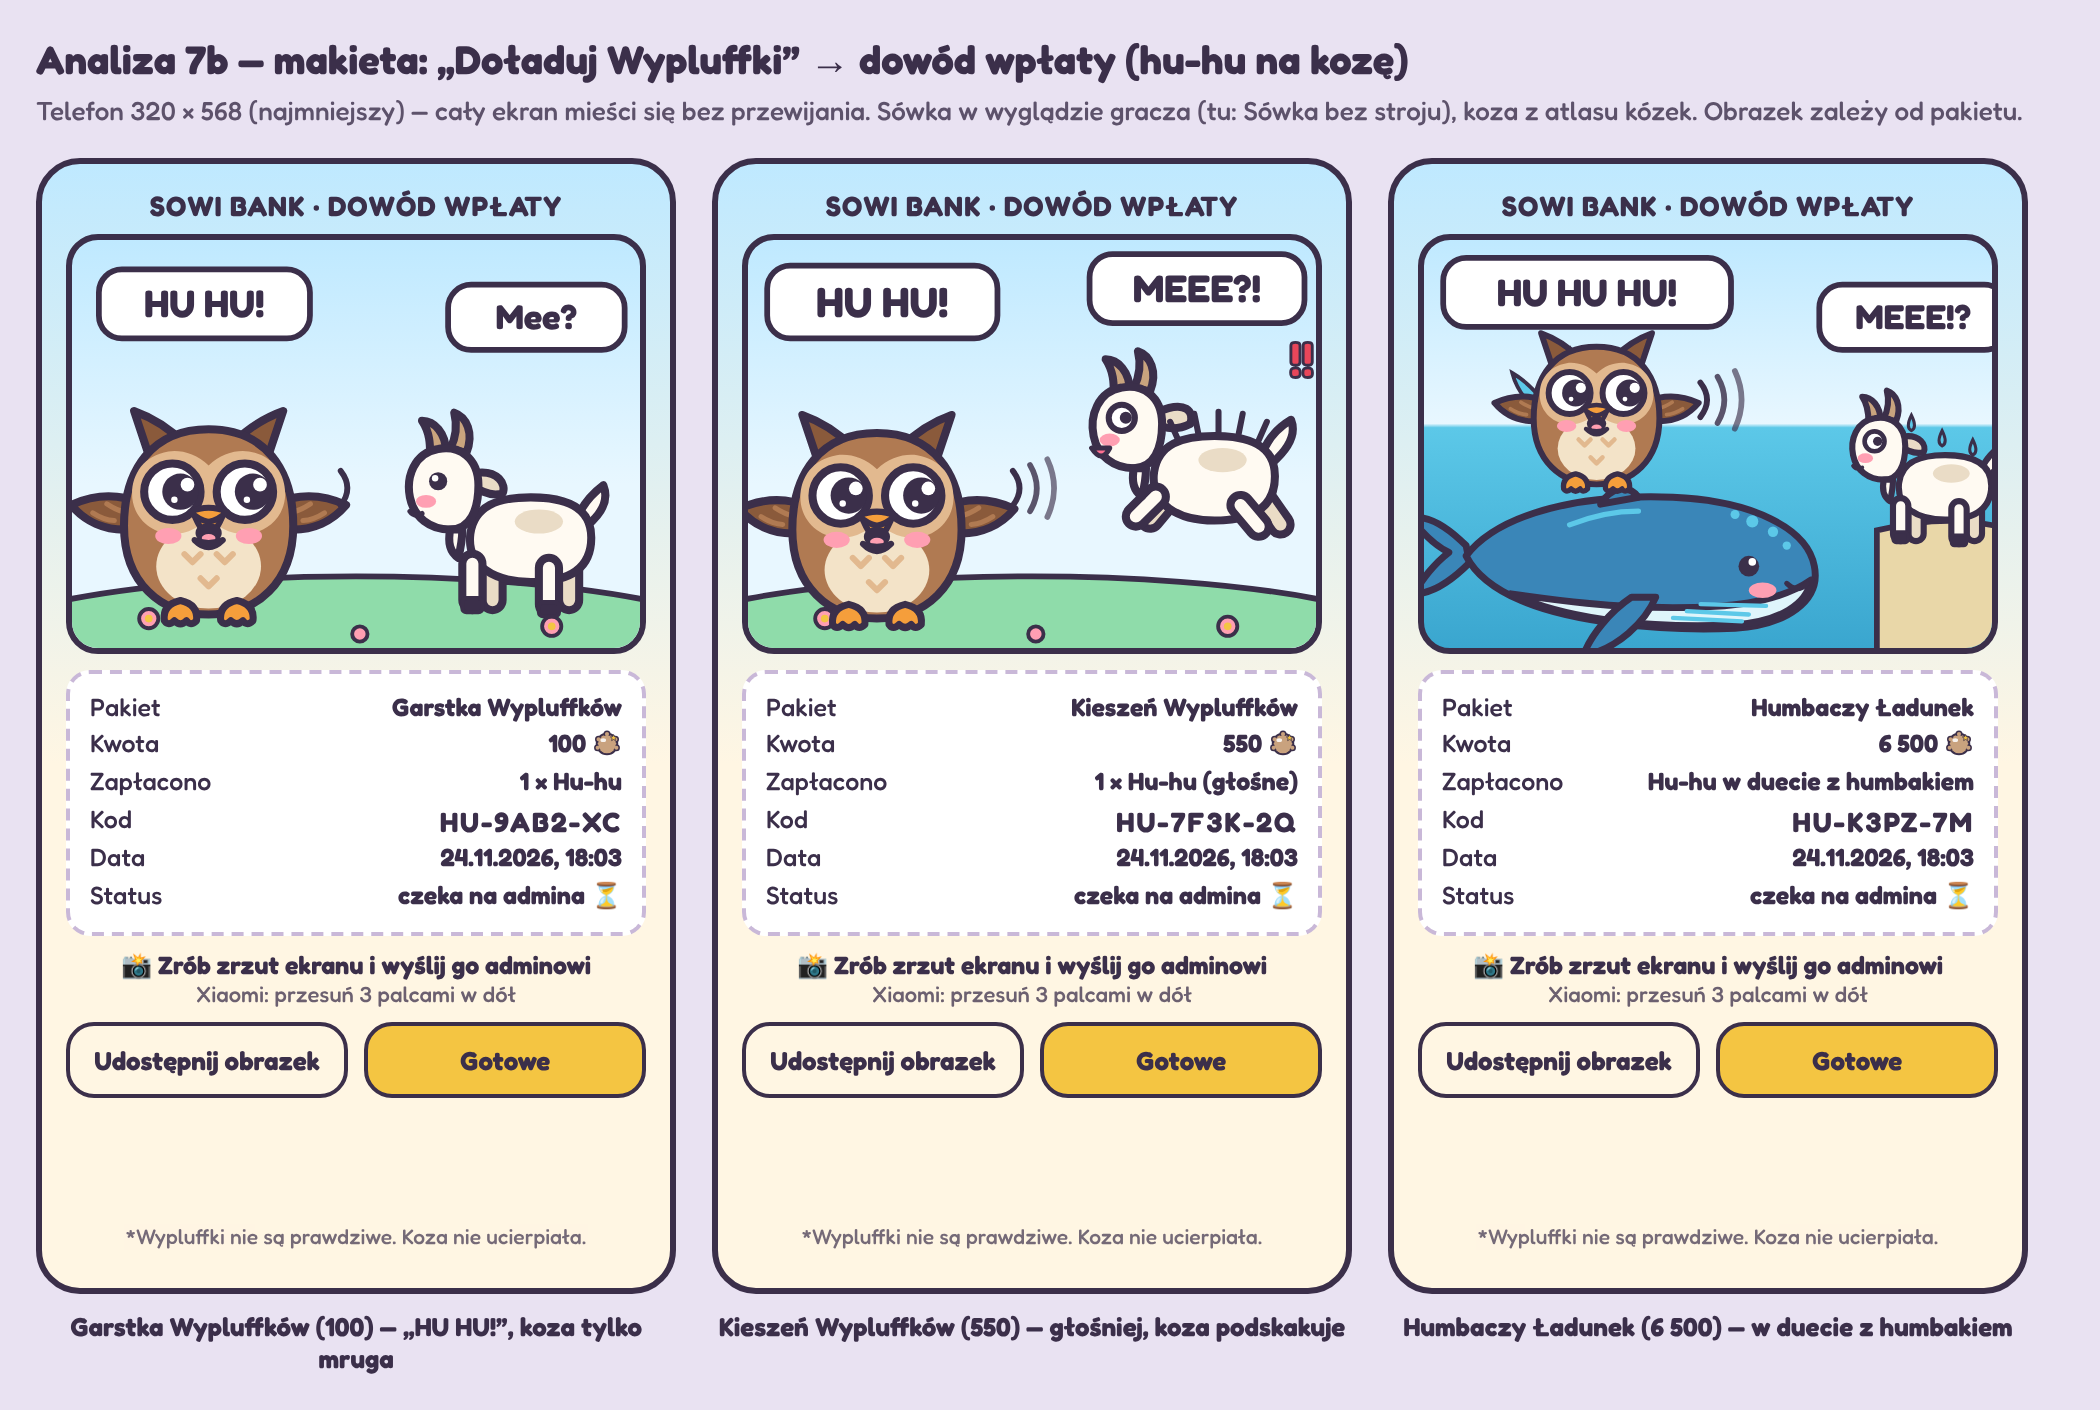 Analiza 7b — makieta: „Doładuj Wypluffki” → dowód wpłaty (hu-hu na kozę)
Telefon 320 × 568 (najmniejszy) — cały ekran mieści się bez przewijania. Sówka w wyglądzie gracza (tu: Sówka bez stroju), koza z atlasu kózek. Obrazek zależy od pakietu.
SOWI BANK · DOWÓD WPŁATY
HU HU!
Mee?
Pakiet Garstka Wypluffków
Kwota 100
Zapłacono 1 × Hu-hu
Kod HU-9AB2-XC
Data 24.11.2026, 18:03
Status czeka na admina ⏳
📸 Zrób zrzut ekranu i wyślij go adminowi
Xiaomi: przesuń 3 palcami w dół
Udostępnij obrazek Gotowe
*Wypluffki nie są prawdziwe. Koza nie ucierpiała.
Garstka Wypluffków (100) — „HU HU!”, koza tylko
mruga
SOWI BANK · DOWÓD WPŁATY
HU HU!
MEEE?!
!!
Pakiet Kieszeń Wypluffków
Kwota 550
Zapłacono 1 × Hu-hu (głośne)
Kod HU-7F3K-2Q
Data 24.11.2026, 18:03
Status czeka na admina ⏳
📸 Zrób zrzut ekranu i wyślij go adminowi
Xiaomi: przesuń 3 palcami w dół
Udostępnij obrazek Gotowe
*Wypluffki nie są prawdziwe. Koza nie ucierpiała.
Kieszeń Wypluffków (550) — głośniej, koza podskakuje
SOWI BANK · DOWÓD WPŁATY
HU HU HU!
MEEE!?
Pakiet Humbaczy Ładunek
Kwota 6 500
Zapłacono Hu-hu w duecie z humbakiem
Kod HU-K3PZ-7M
Data 24.11.2026, 18:03
Status czeka na admina ⏳
📸 Zrób zrzut ekranu i wyślij go adminowi
Xiaomi: przesuń 3 palcami w dół
Udostępnij obrazek Gotowe
*Wypluffki nie są prawdziwe. Koza nie ucierpiała.
Humbaczy Ładunek (6 500) — w duecie z humbakiem